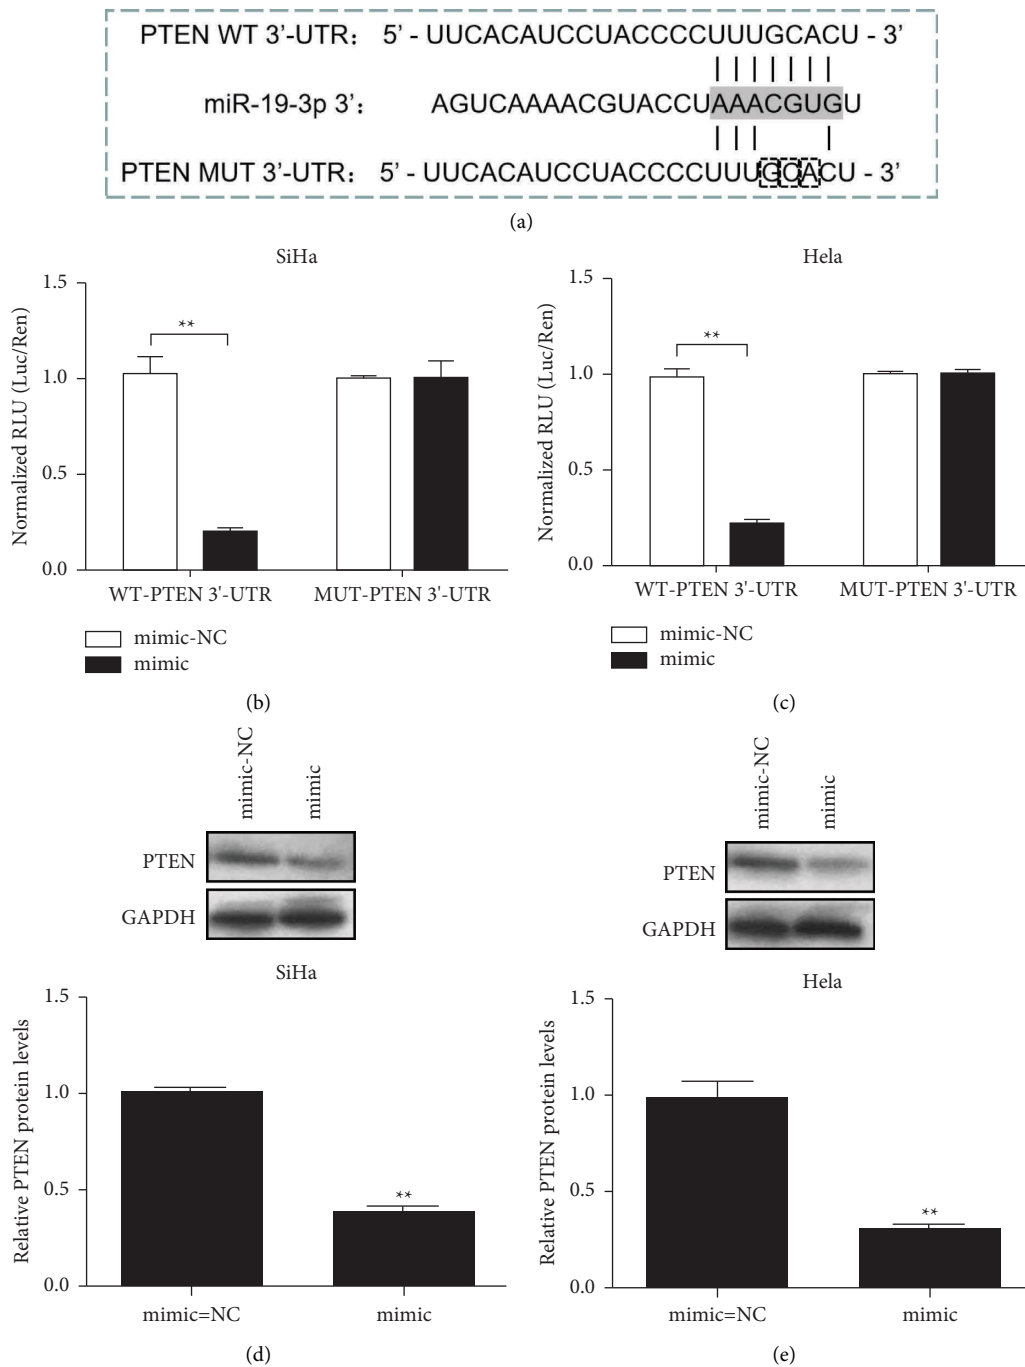 PTEN WT 3’-UTR: 5’ - UUCACAUCCUACCCCUUUGCACU - 3’
miR-19-3p 3’: AGUCAAAACGUACCUAAACGUGU
PTEN MUT 3’-UTR: 5’ - UUCACAUCCUACCCCUUUGCACU - 3’
(a)
SiHa
Normalized RLU (Luc/Ren)
1.5
1.0
0.5
0.0
**
WT-PTEN 3'-UTR MUT-PTEN 3'-UTR
mimic-NC
mimic
(b)
Hela
Normalized RLU (Luc/Ren)
1.5
1.0
0.5
0.0
**
WT-PTEN 3'-UTR MUT-PTEN 3'-UTR
mimic-NC
mimic
(c)
mimic-NC
mimic
PTEN
GAPDH
SiHa
Relative PTEN protein levels
1.5
1.0
0.5
0.0
**
mimic=NC mimic
(d)
mimic-NC
mimic
PTEN
GAPDH
Hela
Relative PTEN protein levels
1.5
1.0
0.5
0.0
**
mimic=NC mimic
(e)